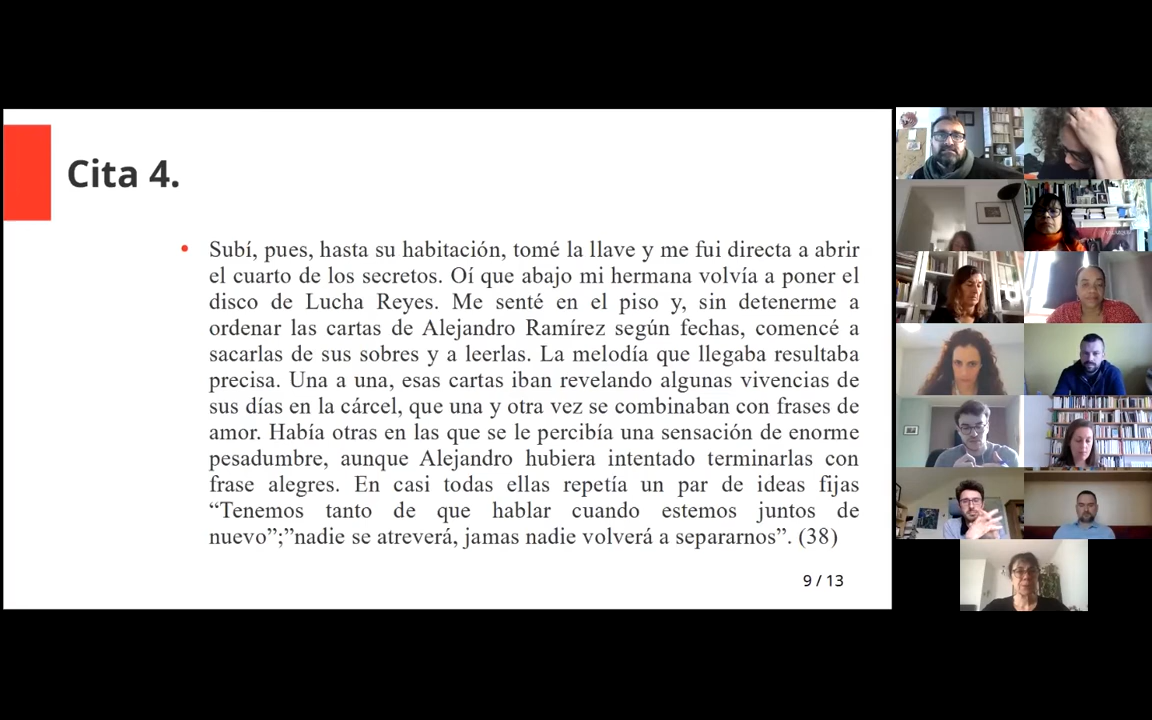 Cita 4.
Subí, pues, hasta su habitación, tomé la llave y me fui directa a abrir
el cuarto de los secretos. Oí que abajo mi hermana volvía a poner el
disco de Lucha Reyes. Me senté en el piso y, sin detenerme a
ordenar las cartas de Alejandro Ramírez según fechas, comencé a
sacarlas de sus sobres y a leerlas. La melodía que llegaba resultaba
precisa. Una a una, esas cartas iban revelando algunas vivencias de
sus días en la cárcel, que una y otra vez se combinaban con frases de
amor. Había otras en las que se le percibía una sensación de enorme
pesadumbre, aunque Alejandro hubiera intentado terminarlas con
frase alegres. En casi todas ellas repetía un par de ideas fijas
“Tenemos tanto de que hablar cuando estemos juntos de
nuevo”;”nadie se atreverá, jamas nadie volverá a separarnos”. (38)
9 / 13